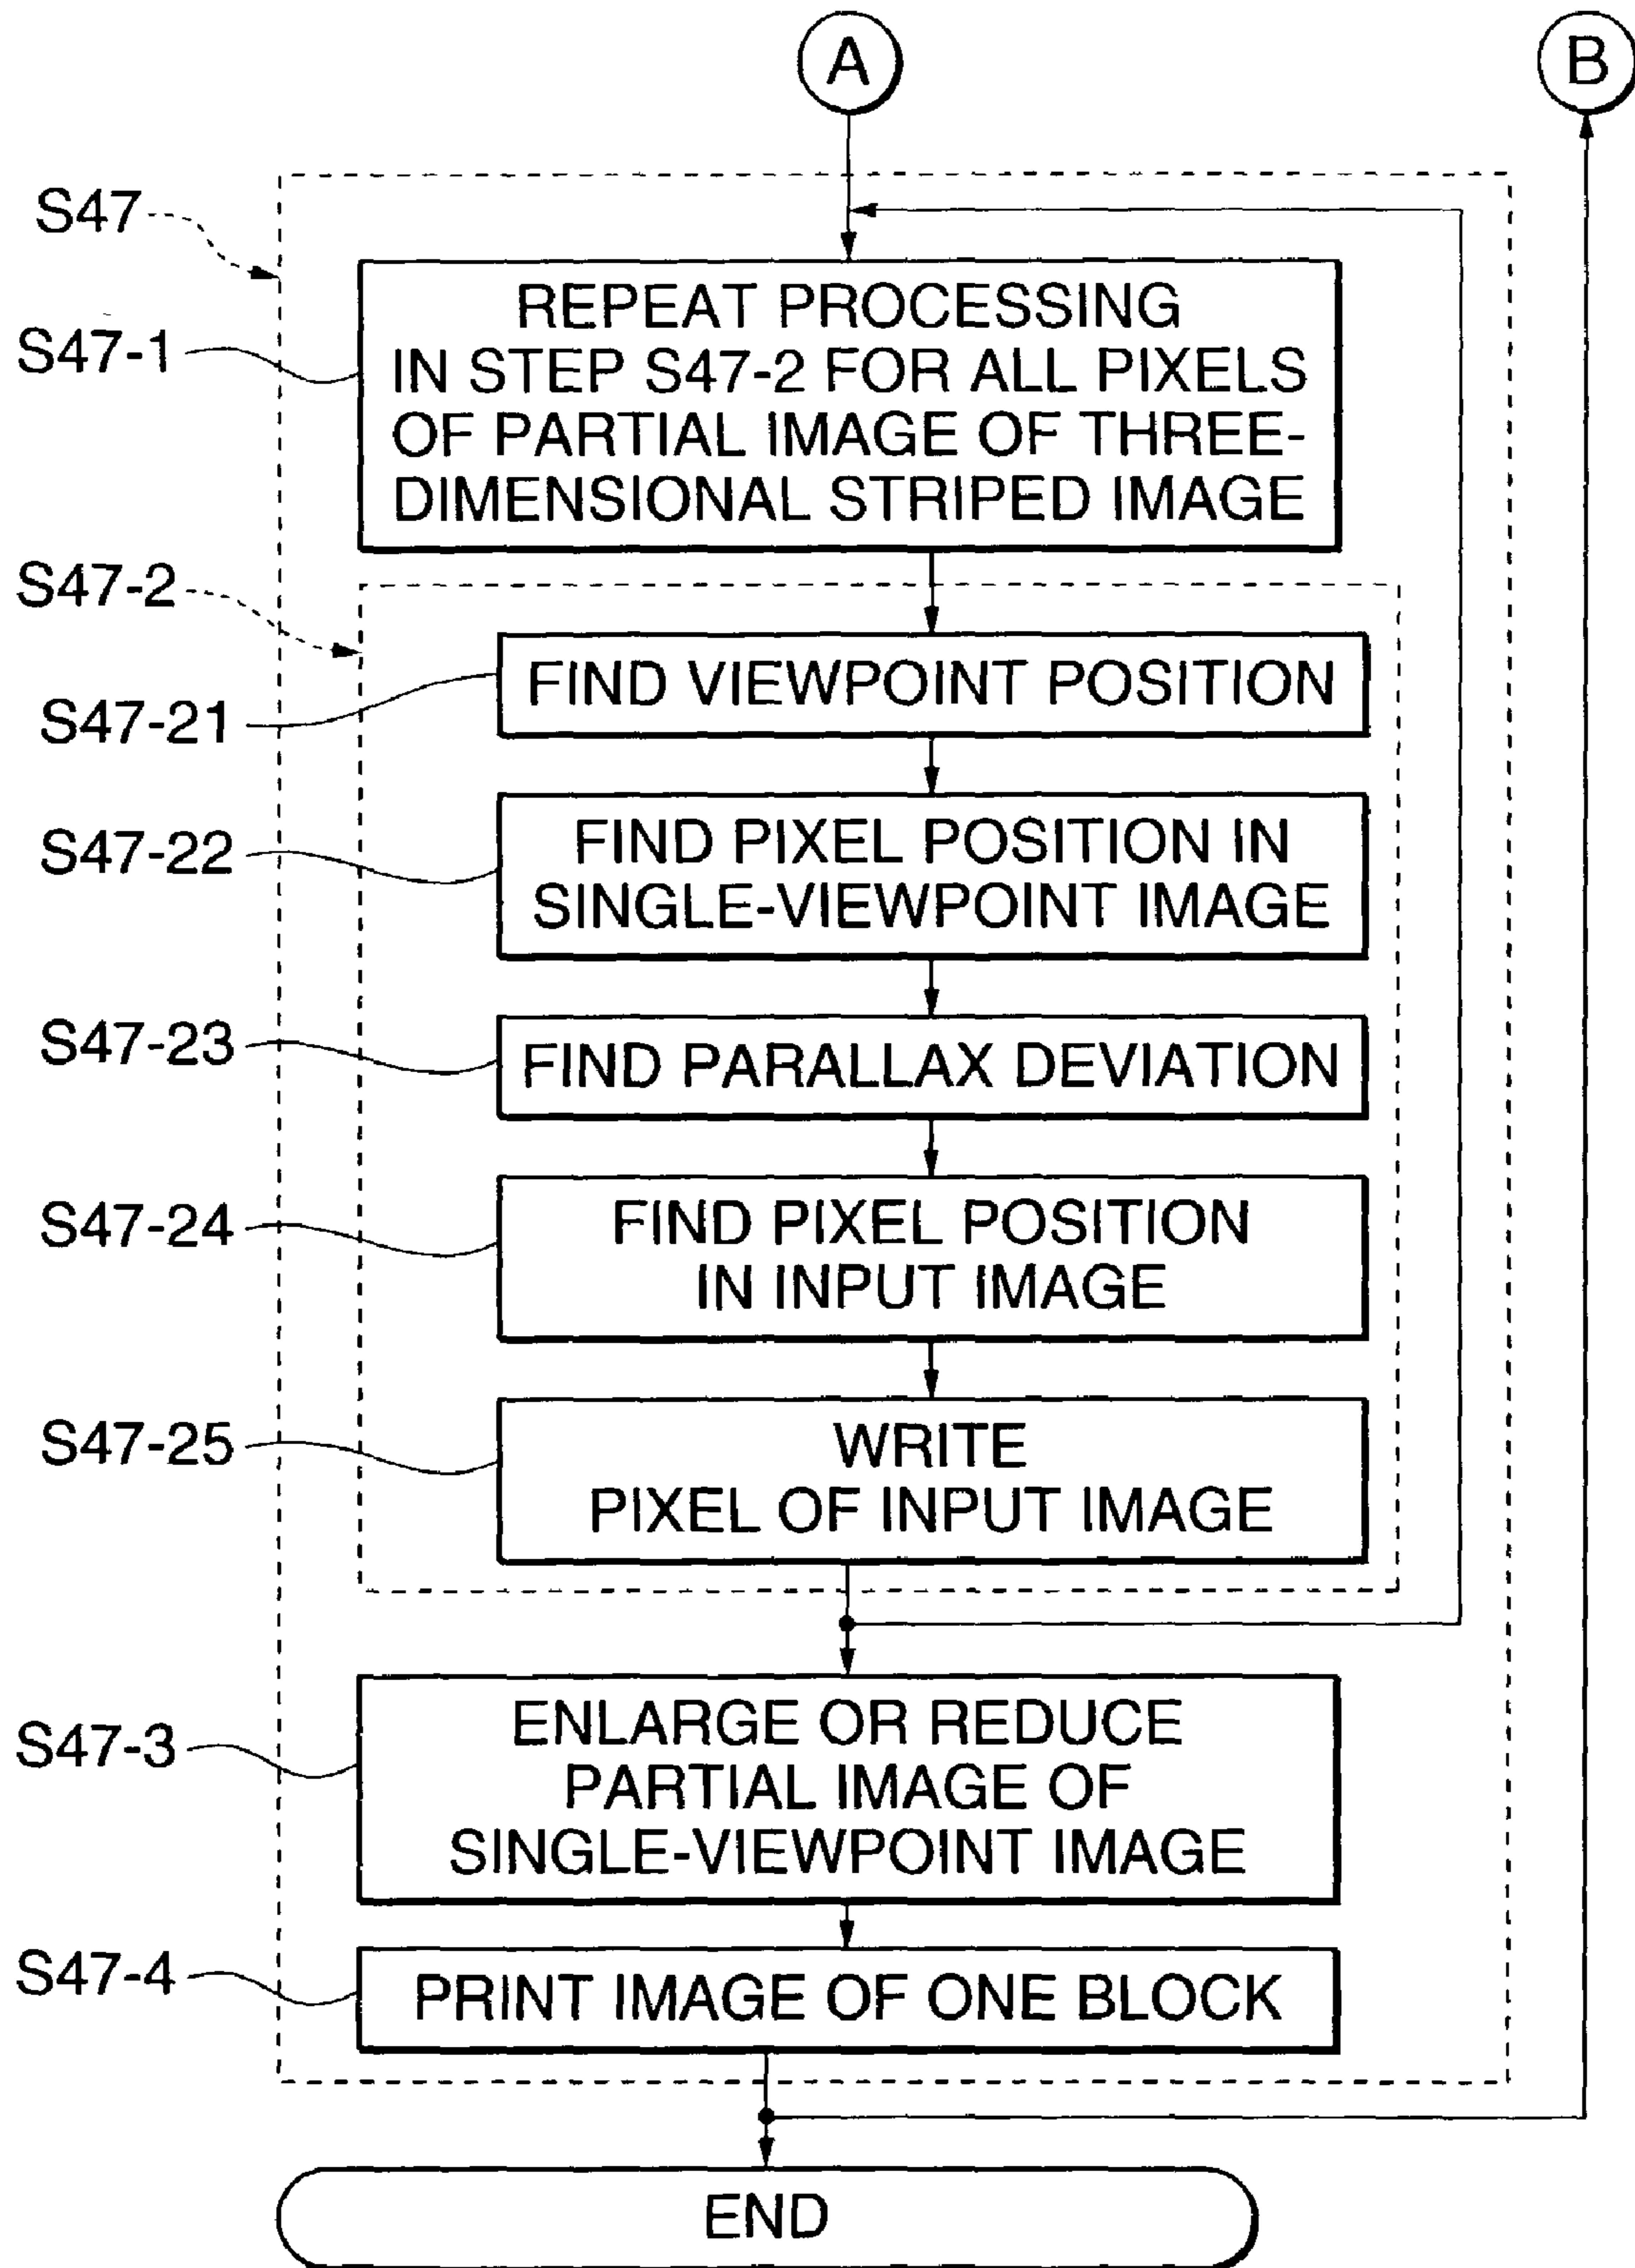 A
B
S47
S47-1
REPEAT PROCESSING
IN STEP S47-2 FOR ALL PIXELS
OF PARTIAL IMAGE OF THREE-
DIMENSIONAL STRIPED IMAGE
S47-2
S47-21
FIND VIEWPOINT POSITION
S47-22
FIND PIXEL POSITION IN
SINGLE-VIEWPOINT IMAGE
S47-23
FIND PARALLAX DEVIATION
S47-24
FIND PIXEL POSITION
IN INPUT IMAGE
S47-25
WRITE
PIXEL OF INPUT IMAGE
S47-3
ENLARGE OR REDUCE
PARTIAL IMAGE OF
SINGLE-VIEWPOINT IMAGE
S47-4
PRINT IMAGE OF ONE BLOCK
END